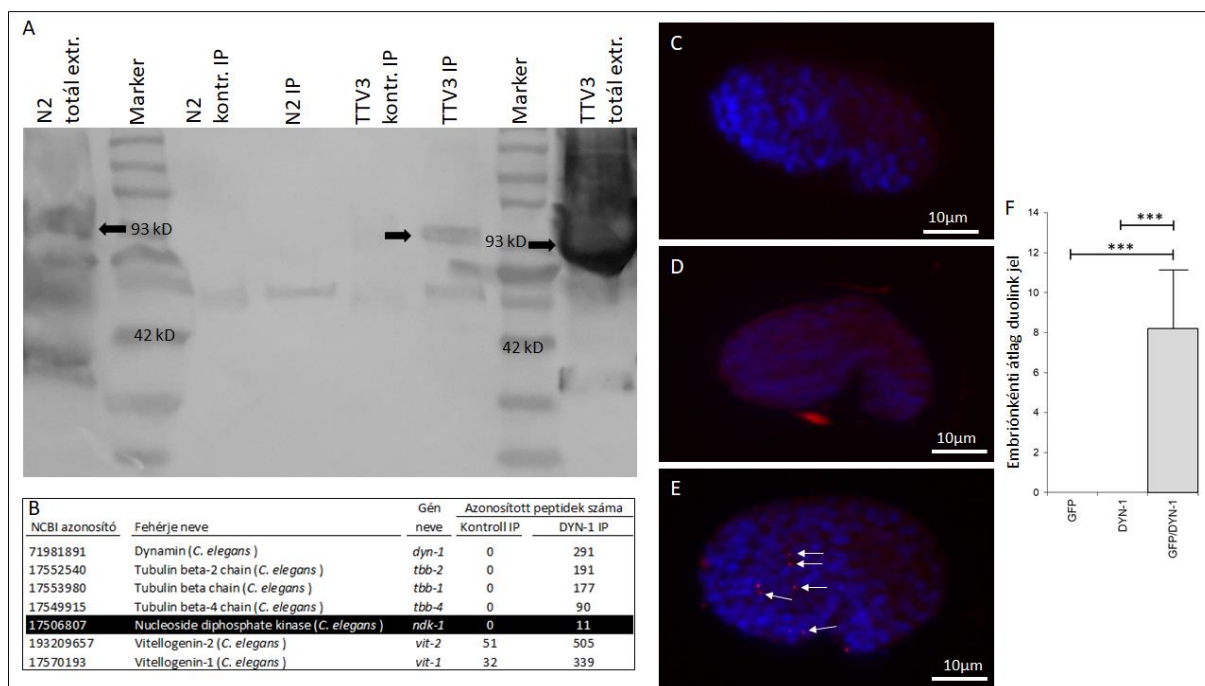 A
N2
totál extr.
Marker
N2
kontr. IP
N2 IP
TTV3
kontr. IP
TTV3 IP
Marker
TTV3
totál extr.
93 kD
93 kD
42 kD
42 kD
B
Gén Azonosított peptidek száma
NCBI azonosító Fehérje neve neve Kontroll IP DYN-1 IP
71981891 Dynamin (C. elegans ) dyn-1 0 291
17552540 Tubulin beta-2 chain (C. elegans ) tbb-2 0 191
17553980 Tubulin beta chain (C. elegans ) tbb-1 0 177
17549915 Tubulin beta-4 chain (C. elegans ) tbb-4 0 90
17506807 Nucleoside diphosphate kinase (C. elegans ) ndk-1 0 11
193209657 Vitellogenin-2 (C. elegans ) vit-2 51 505
17570193 Vitellogenin-1 (C. elegans ) vit-1 32 339
C
10µm
D
10µm
E
10µm
F
Embriónkénti átlag duolink jel
14
12
10
8
6
4
2
0
***
***
GFP
DYN-1
GFP/DYN-1